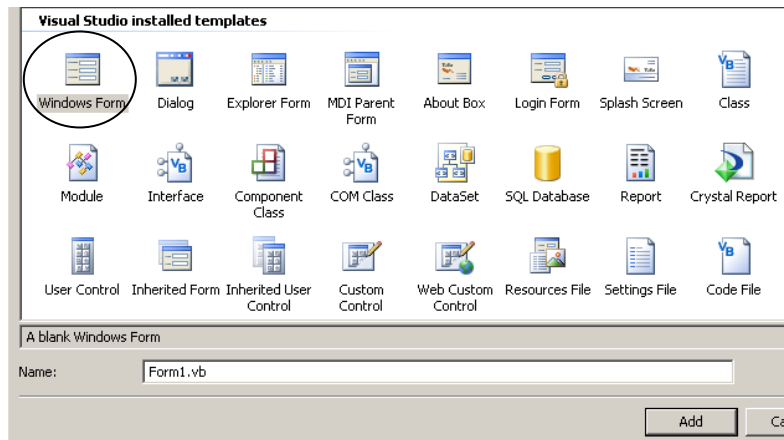 Visual Studio installed templates
Windows Form Dialog Explorer Form MDI Parent Form About Box Login Form Splash Screen Class
Module Interface Component Class COM Class DataSet SQL Database Report Crystal Report
User Control Inherited Form Inherited User Control Custom Control Web Custom Control Resources File Settings File Code File
A blank Windows Form
Name: Form1.vb
Add Ca